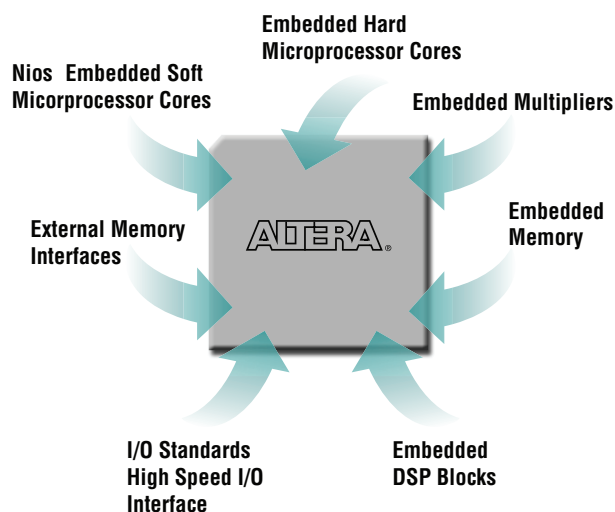 Embedded Hard
Microprocessor Cores
Nios Embedded Soft
Micorprocessor Cores
Embedded Multipliers
External Memory
Interfaces
ALTERA.
Embedded
Memory
I/O Standards
High Speed I/O
Interface
Embedded
DSP Blocks